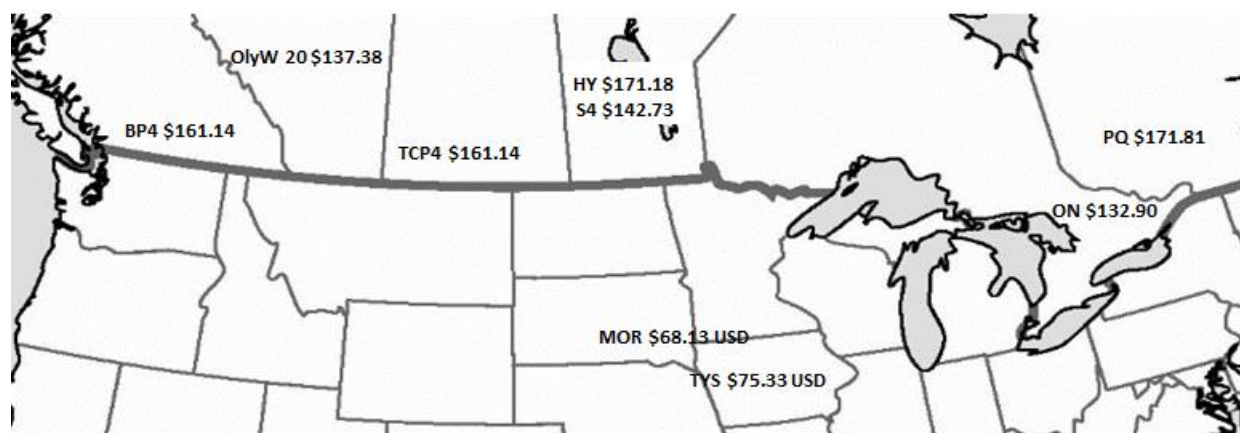 OlyW 20 $137.38
HY $171.18
S4 $142.73
BP4 $161.14
PQ $171.81
TCP4 $161.14
ON $132.90
MOR $68.13 USD
TYS $75.33 USD